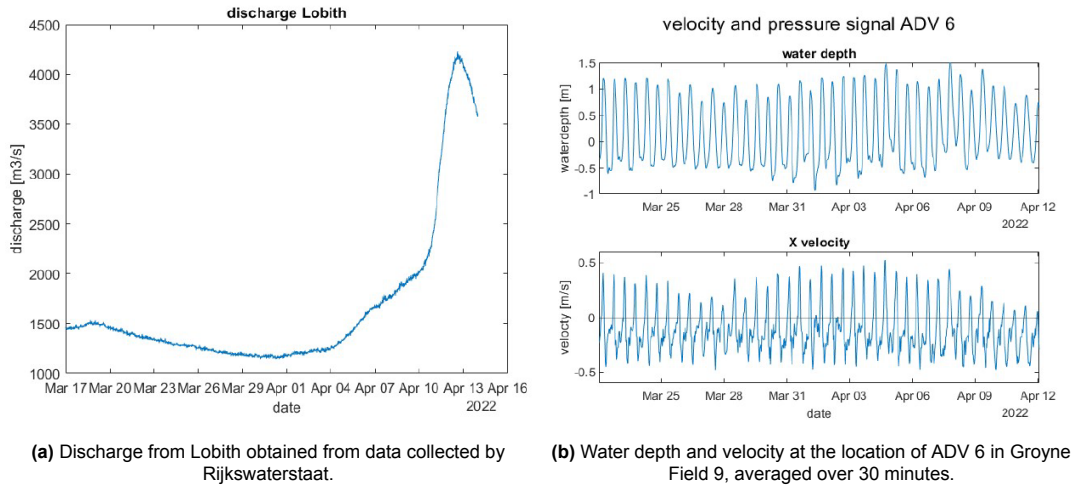 discharge Lobith
4500
4000
3500
3000
2500
2000
1500
1000
discharge [m3/s]
Mar 17 Mar 20 Mar 23 Mar 26 Mar 29 Apr 01 Apr 04 Apr 07 Apr 10 Apr 13 Apr 16
date
2022
(a) Discharge from Lobith obtained from data collected by
Rijkswaterstaat.
velocity and pressure signal ADV 6
water depth
1.5
1
0.5
0
-0.5
-1
waterdepth [m]
Mar 25 Mar 28 Mar 31 Apr 03 Apr 06 Apr 09 Apr 12
2022
X velocity
0.5
0
-0.5
velocty [m/s]
Mar 25 Mar 28 Mar 31 Apr 03 Apr 06 Apr 09 Apr 12
date
2022
(b) Water depth and velocity at the location of ADV 6 in Groyne
Field 9, averaged over 30 minutes.